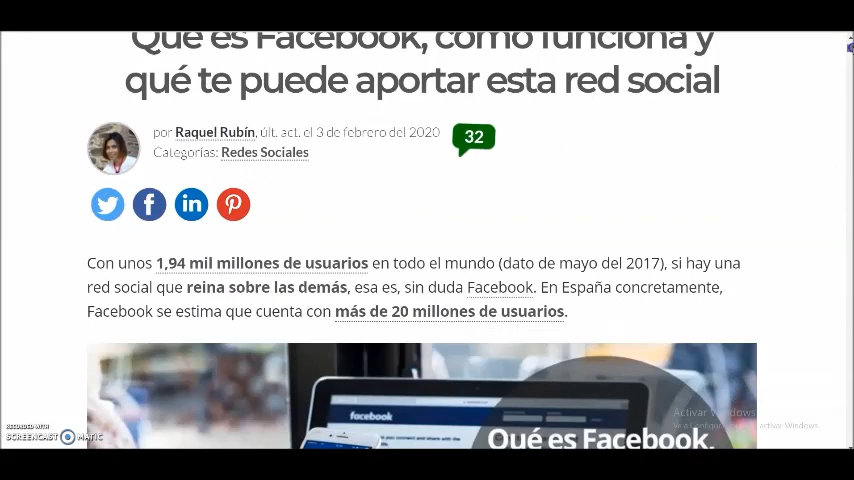 Qué es Facebook, cómo funciona y
qué te puede aportar esta red social
por Raquel Rubín, últ. act. el 3 de febrero del 2020
32
Categorías: Redes Sociales
Con unos 1,94 mil millones de usuarios en todo el mundo (dato de mayo del 2017), si hay una
red social que reina sobre las demás, esa es, sin duda Facebook. En España concretamente,
Facebook se estima que cuenta con más de 20 millones de usuarios.
facebook
Activar Windows
activar Windows.
Qué es Facebook,
RECORDED WITH
SCREENCAST MATIC